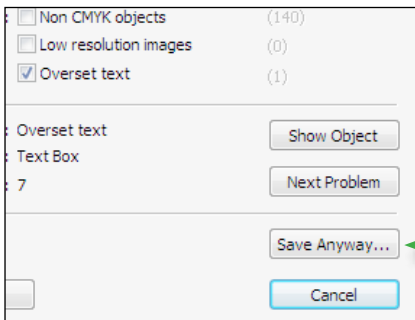 Non CMYK objects (140)
Low resolution images (0)
Overset text (1)
: Overset text Show Object
: Text Box
: 7 Next Problem
Save Anyway...
Cancel